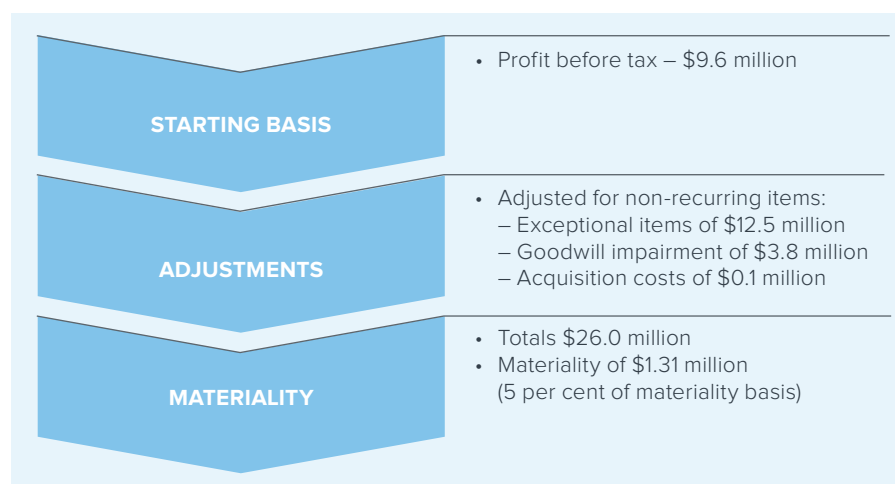 STARTING BASIS
• Profit before tax – $9.6 million
ADJUSTMENTS
• Adjusted for non-recurring items:
– Exceptional items of $12.5 million
– Goodwill impairment of $3.8 million
– Acquisition costs of $0.1 million
MATERIALITY
• Totals $26.0 million
• Materiality of $1.31 million
(5 per cent of materiality basis)